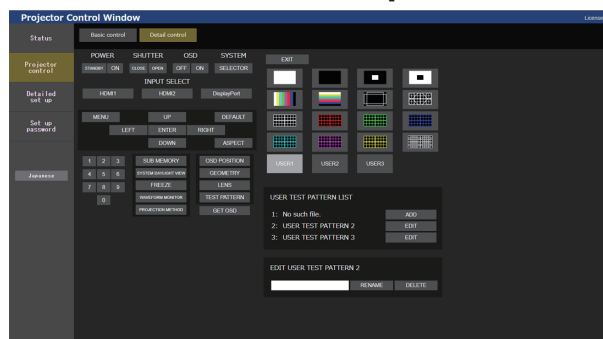 Projector Control Window
License
Status
Projector control
Detailed set up
Set up password
Japanese
Basic control
Detail control
POWER SHUTTER OSD SYSTEM
STANDBY ON CLOSE OPEN OFF ON SELECTOR
INPUT SELECT
HDMI1 HDMI2 DisplayPort
MENU UP DEFAULT
LEFT ENTER RIGHT
DOWN ASPECT
1 2 3
4 5 6
7 8 9
0
SUB MEMORY
SYSTEM DAYLIGHT VIEW
FREEZE
WAVEFORM MONITOR
PROJECTION METHOD
OSD POSITION
GEOMETRY
LENS
TEST PATTERN
GET OSD
EXIT
USER1 USER2 USER3
USER TEST PATTERN LIST
1: No such file. ADD
2: USER TEST PATTERN 2 EDIT
3: USER TEST PATTERN 3 EDIT
EDIT USER TEST PATTERN 2
RENAME DELETE